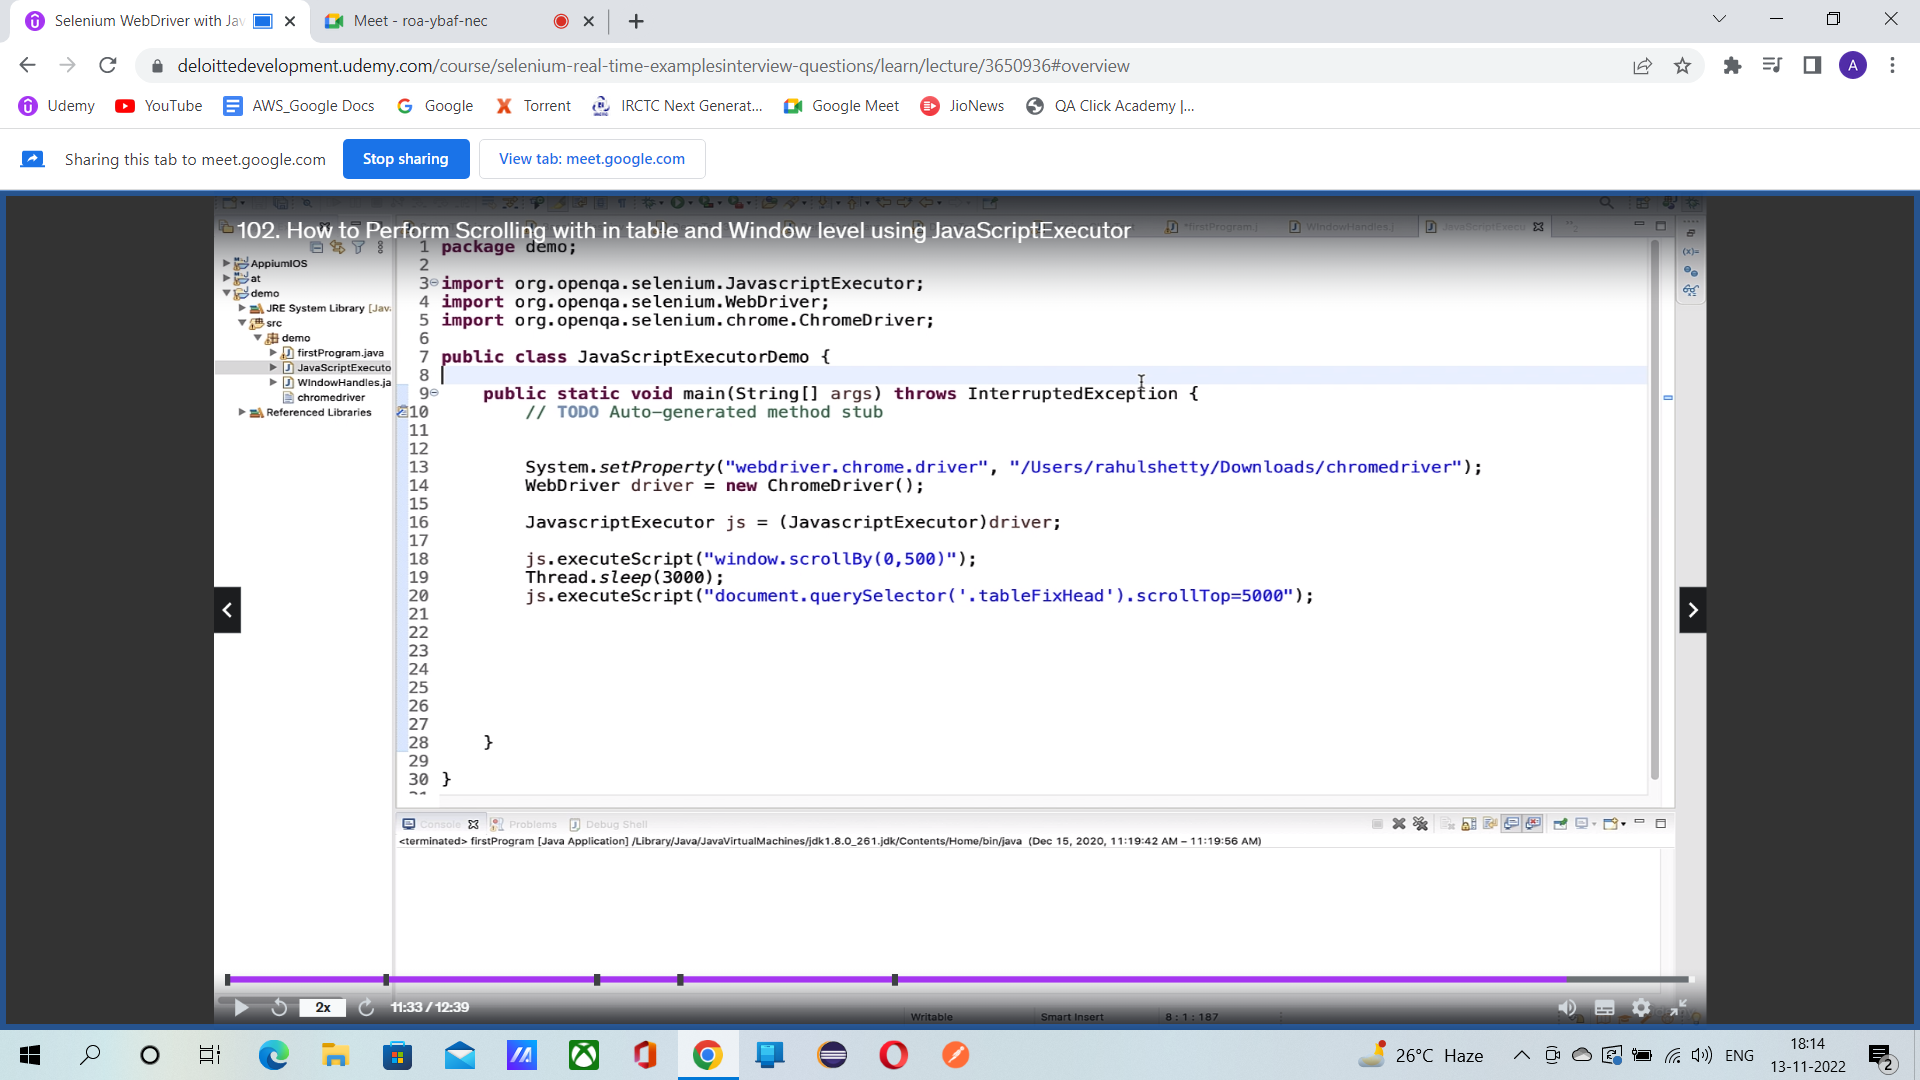 Selenium WebDriver with Jav
Meet - roa-ybaf-nec
deloittedevelopment.udemy.com/course/selenium-real-time-examplesinterview-questions/learn/lecture/3650936#overview
A
Udemy
YouTube
AWS_Google Docs
Google
Torrent
IRCTC Next Generat...
Google Meet
JioNews
QA Click Academy |...
Sharing this tab to meet.google.com
Stop sharing
View tab: meet.google.com
102. How to Perform Scrolling with in table and Window level using JavaScriptExecutor
*firstProgram.j
WindowHandles.j
JavaScriptExecu
AppiumIOS
at
demo
JRE System Library [Java
src
demo
firstProgram.java
JavaScriptExecuto
WindowHandles.ja
chromedriver
Referenced Libraries
1 package demo;
2
3 import org.openqa.selenium.JavascriptExecutor;
4 import org.openqa.selenium.WebDriver;
5 import org.openqa.selenium.chrome.ChromeDriver;
6
7 public class JavaScriptExecutorDemo {
8
9 public static void main(String[] args) throws InterruptedException {
10 // TODO Auto-generated method stub
11
12
13 System.setProperty("webdriver.chrome.driver", "/Users/rahulshetty/Downloads/chromedriver");
14 WebDriver driver = new ChromeDriver();
15
16 JavascriptExecutor js = (JavascriptExecutor)driver;
17
18 js.executeScript("window.scrollBy(0,500)");
19 Thread.sleep(3000);
20 js.executeScript("document.querySelector('.tableFixHead').scrollTop=5000");
21
22
23
24
25
26
27
28 }
29
30 }
Console
Problems
Debug Shell
<terminated> firstProgram [Java Application] /Library/Java/JavaVirtualMachines/jdk1.8.0_261.jdk/Contents/Home/bin/java (Dec 15, 2020, 11:19:42 AM – 11:19:56 AM)
2x
11:33 / 12:39
Writable
Smart Insert
8 : 1 : 187
26°C Haze
ENG
18:14
13-11-2022
2